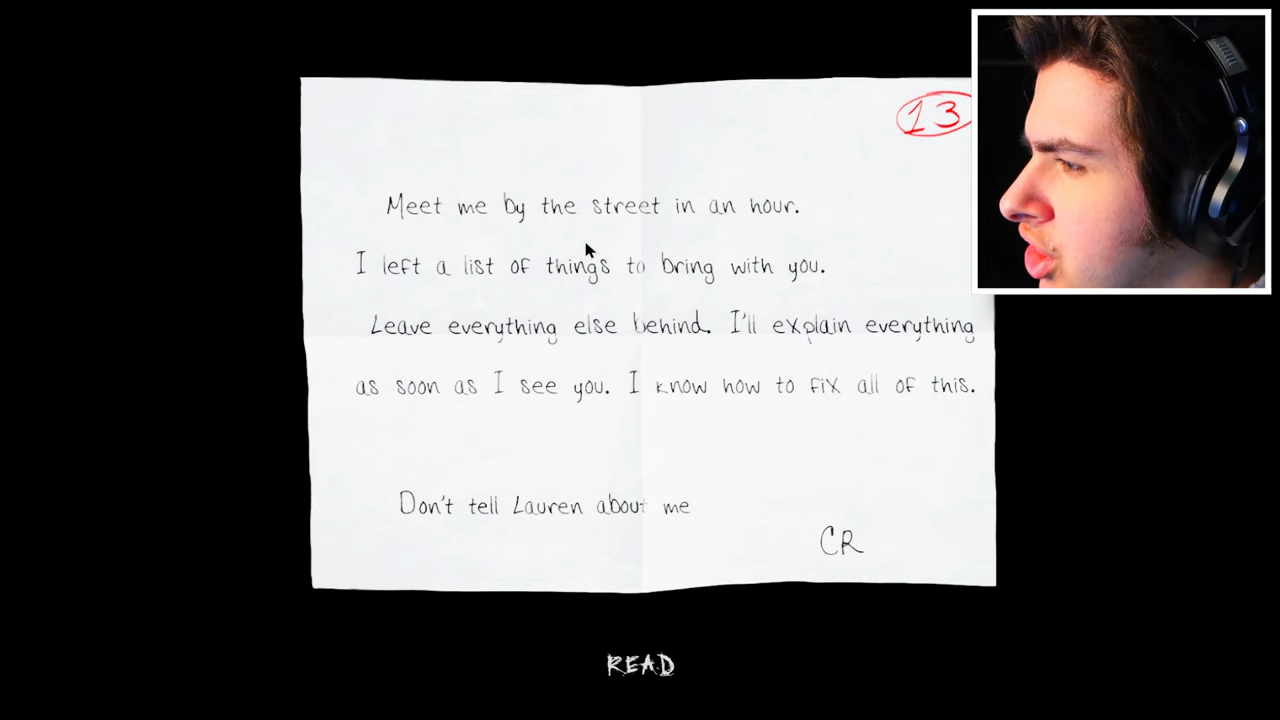 13
Meet me by the street in an hour.
I left a list of things to bring with you.
Leave everything else behind. I'll explain everything
as soon as I see you. I know how to fix all of this.
Don't tell Lauren about me
CR
READ